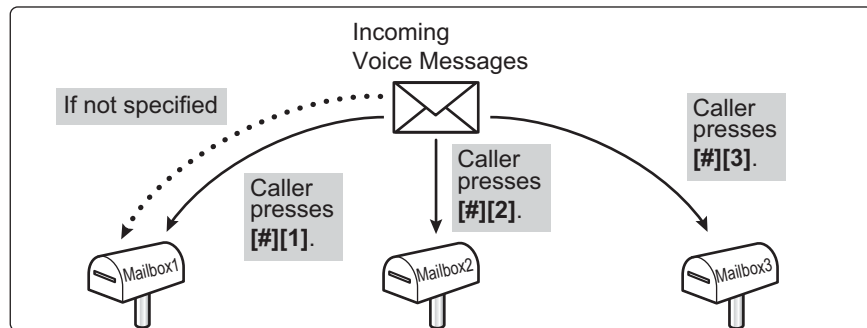 Incoming
Voice Messages
If not specified
Caller
presses
[#][1].
Caller
presses
[#][2].
Caller
presses
[#][3].
Mailbox1
Mailbox2
Mailbox3